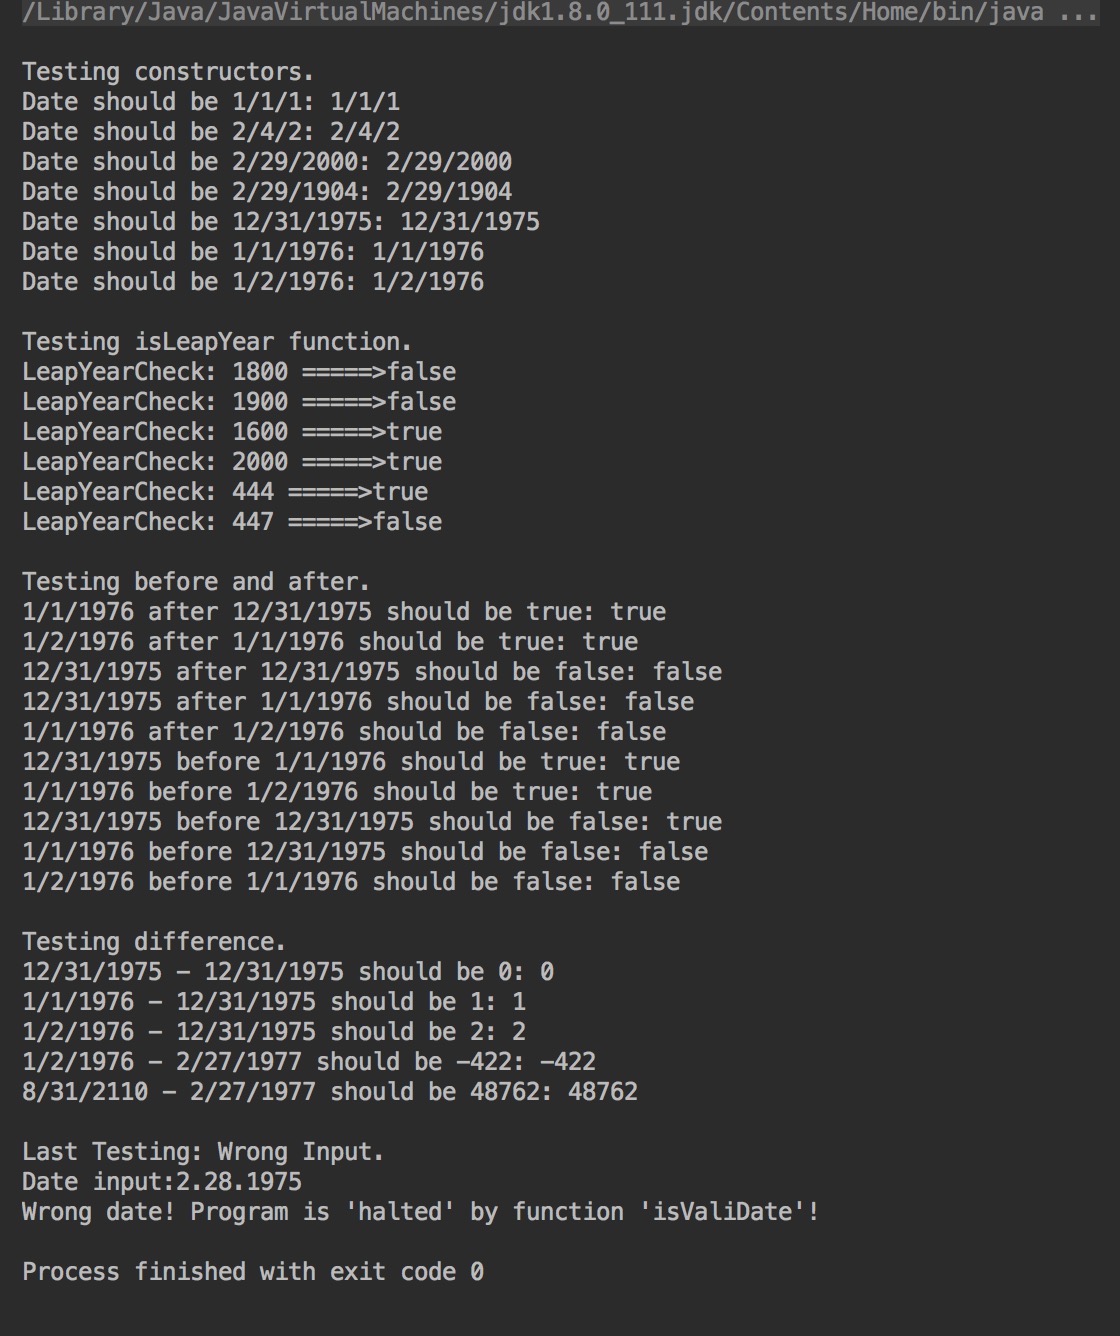 /Library/Java/JavaVirtualMachines/jdk1.8.0_111.jdk/Contents/Home/bin/java ...
Testing constructors.
Date should be 1/1/1: 1/1/1
Date should be 2/4/2: 2/4/2
Date should be 2/29/2000: 2/29/2000
Date should be 2/29/1904: 2/29/1904
Date should be 12/31/1975: 12/31/1975
Date should be 1/1/1976: 1/1/1976
Date should be 1/2/1976: 1/2/1976
Testing isLeapYear function.
LeapYearCheck: 1800 =====>false
LeapYearCheck: 1900 =====>false
LeapYearCheck: 1600 =====>true
LeapYearCheck: 2000 =====>true
LeapYearCheck: 444 =====>true
LeapYearCheck: 447 =====>false
Testing before and after.
1/1/1976 after 12/31/1975 should be true: true
1/2/1976 after 1/1/1976 should be true: true
12/31/1975 after 12/31/1975 should be false: false
12/31/1975 after 1/1/1976 should be false: false
1/1/1976 after 1/2/1976 should be false: false
12/31/1975 before 1/1/1976 should be true: true
1/1/1976 before 1/2/1976 should be true: true
12/31/1975 before 12/31/1975 should be false: true
1/1/1976 before 12/31/1975 should be false: false
1/2/1976 before 1/1/1976 should be false: false
Testing difference.
12/31/1975 - 12/31/1975 should be 0: 0
1/1/1976 - 12/31/1975 should be 1: 1
1/2/1976 - 12/31/1975 should be 2: 2
1/2/1976 - 2/27/1977 should be -422: -422
8/31/2110 - 2/27/1977 should be 48762: 48762
Last Testing: Wrong Input.
Date input:2.28.1975
Wrong date! Program is 'halted' by function 'isValiDate'!
Process finished with exit code 0